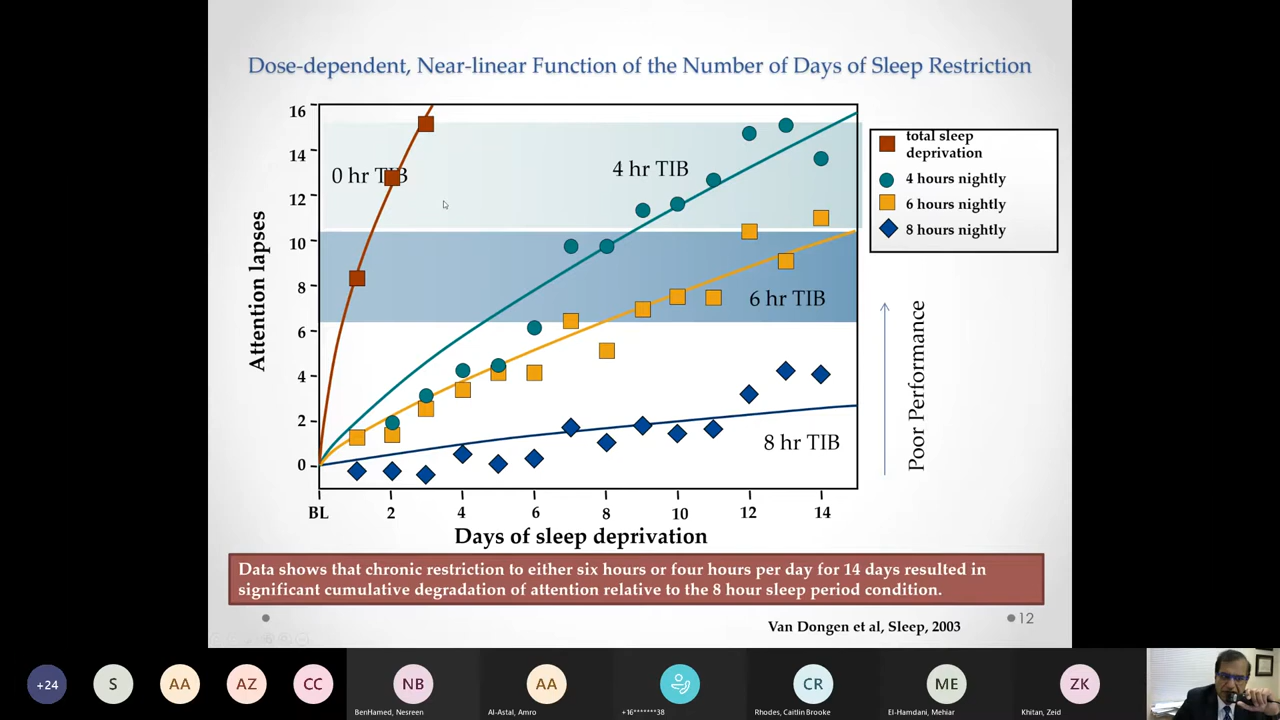 Dose-dependent, Near-linear Function of the Number of Days of Sleep Restriction
16
14
12
10
8
6
4
2
0
Attention lapses
0 hr TIB
4 hr TIB
6 hr TIB
8 hr TIB
BL
2
4
6
8
10
12
14
Days of sleep deprivation
total sleep
deprivation
4 hours nightly
6 hours nightly
8 hours nightly
Poor Performance
Data shows that chronic restriction to either six hours or four hours per day for 14 days resulted in
significant cumulative degradation of attention relative to the 8 hour sleep period condition.
12
Van Dongen et al, Sleep, 2003
+24
S
AA
AZ
CC
NB
BenHamed, Nesreen
AA
Al-Astal, Amro
+16*******38
CR
Rhodes, Caitlin Brooke
ME
El-Hamdani, Mehiar
ZK
Khitan, Zeid